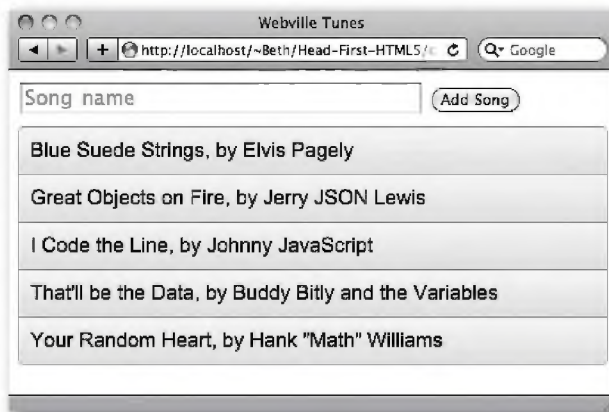 Webville Tunes
http://localhost/~Beth/Head-First-HTML5/
Google
Song name
Add Song
Blue Suede Strings, by Elvis Pagely
Great Objects on Fire, by Jerry JSON Lewis
I Code the Line, by Johnny JavaScript
That'll be the Data, by Buddy Bitly and the Variables
Your Random Heart, by Hank "Math" Williams